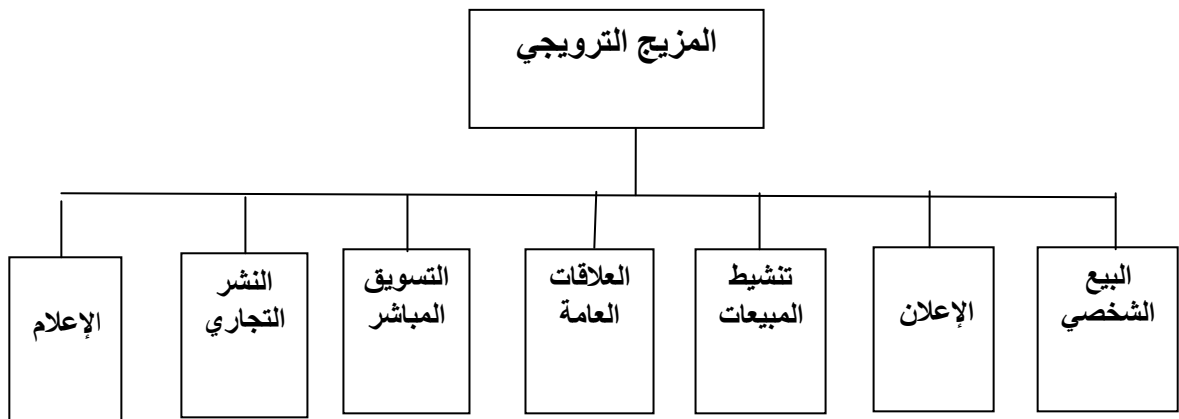 المزيج الترويجي
البيع
الشخصي
الإعلان
تنشيط
المبيعات
العلاقات
العامة
التسويق
المباشر
النشر
التجاري
الإعلام